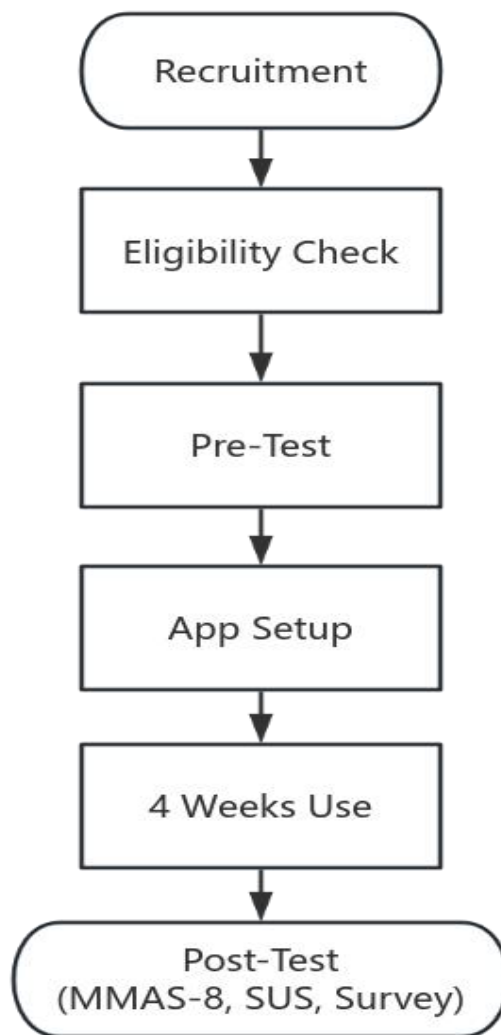 Recruitment
Eligibility Check
Pre-Test
App Setup
4 Weeks Use
Post-Test
(MMAS-8, SUS, Survey)